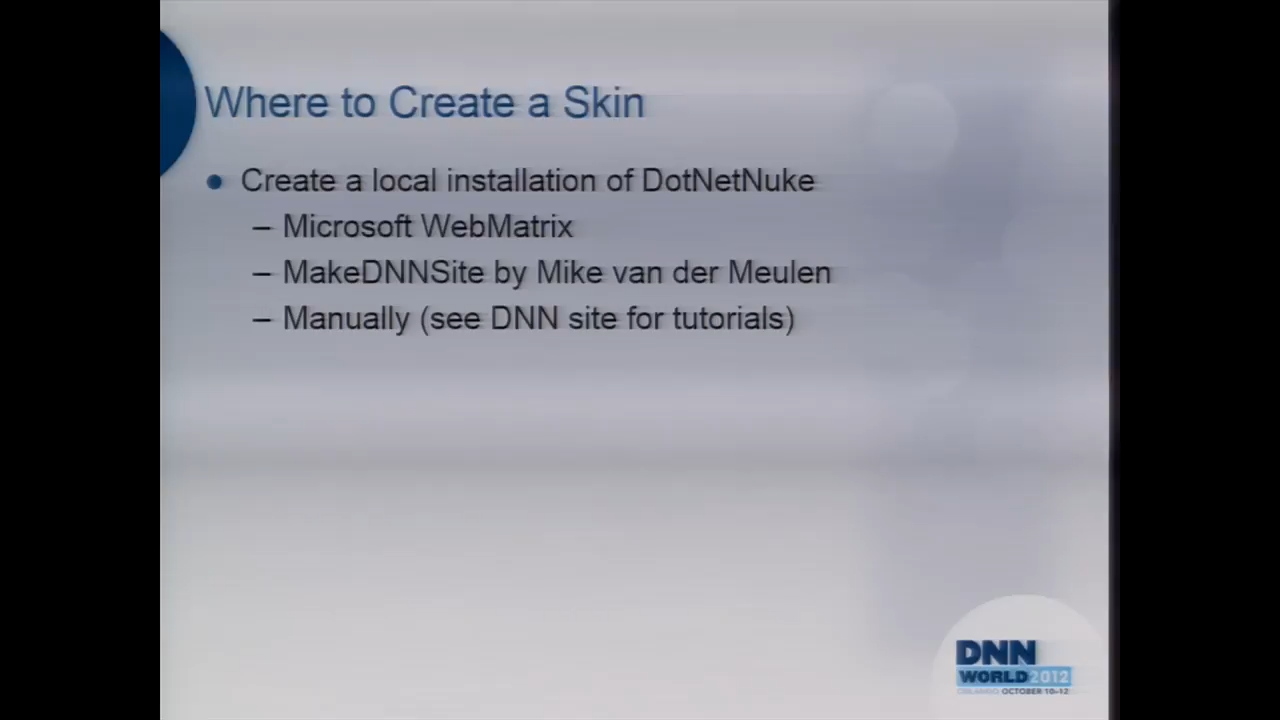 Where to Create a Skin
• Create a local installation of DotNetNuke
– Microsoft WebMatrix
– MakeDNNSite by Mike van der Meulen
– Manually (see DNN site for tutorials)
DNN
WORLD 2012
ORLANDO OCTOBER 10-12